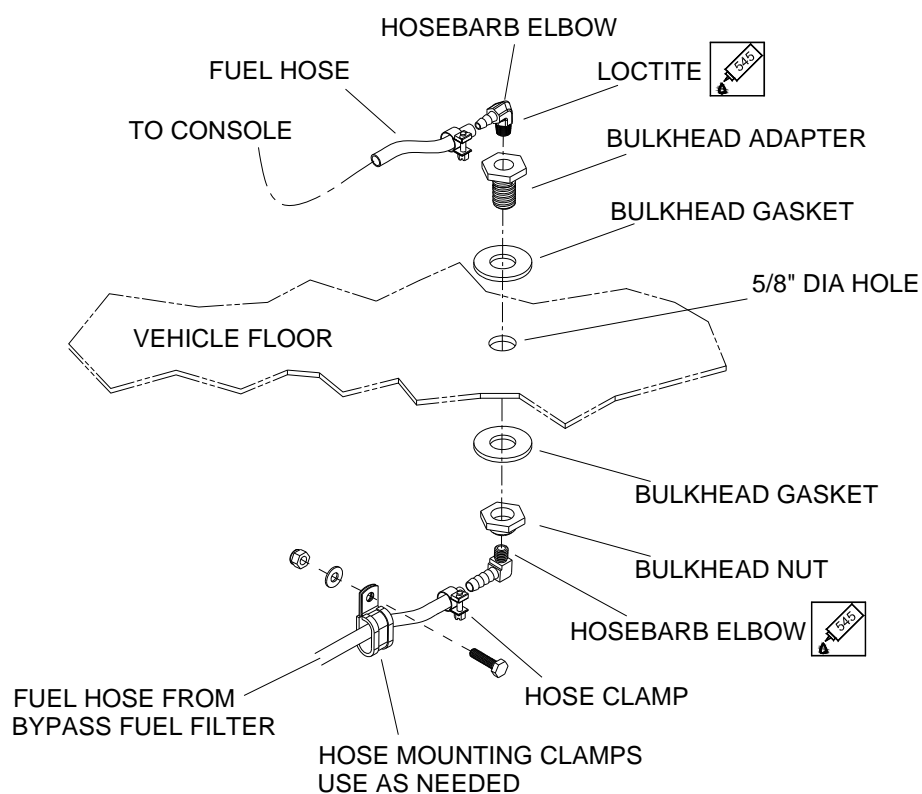 HOSEBARB ELBOW
FUEL HOSE
LOCTITE
545
TO CONSOLE
BULKHEAD ADAPTER
BULKHEAD GASKET
5/8" DIA HOLE
VEHICLE FLOOR
BULKHEAD GASKET
BULKHEAD NUT
HOSEBARB ELBOW
545
HOSE CLAMP
FUEL HOSE FROM
BYPASS FUEL FILTER
HOSE MOUNTING CLAMPS
USE AS NEEDED